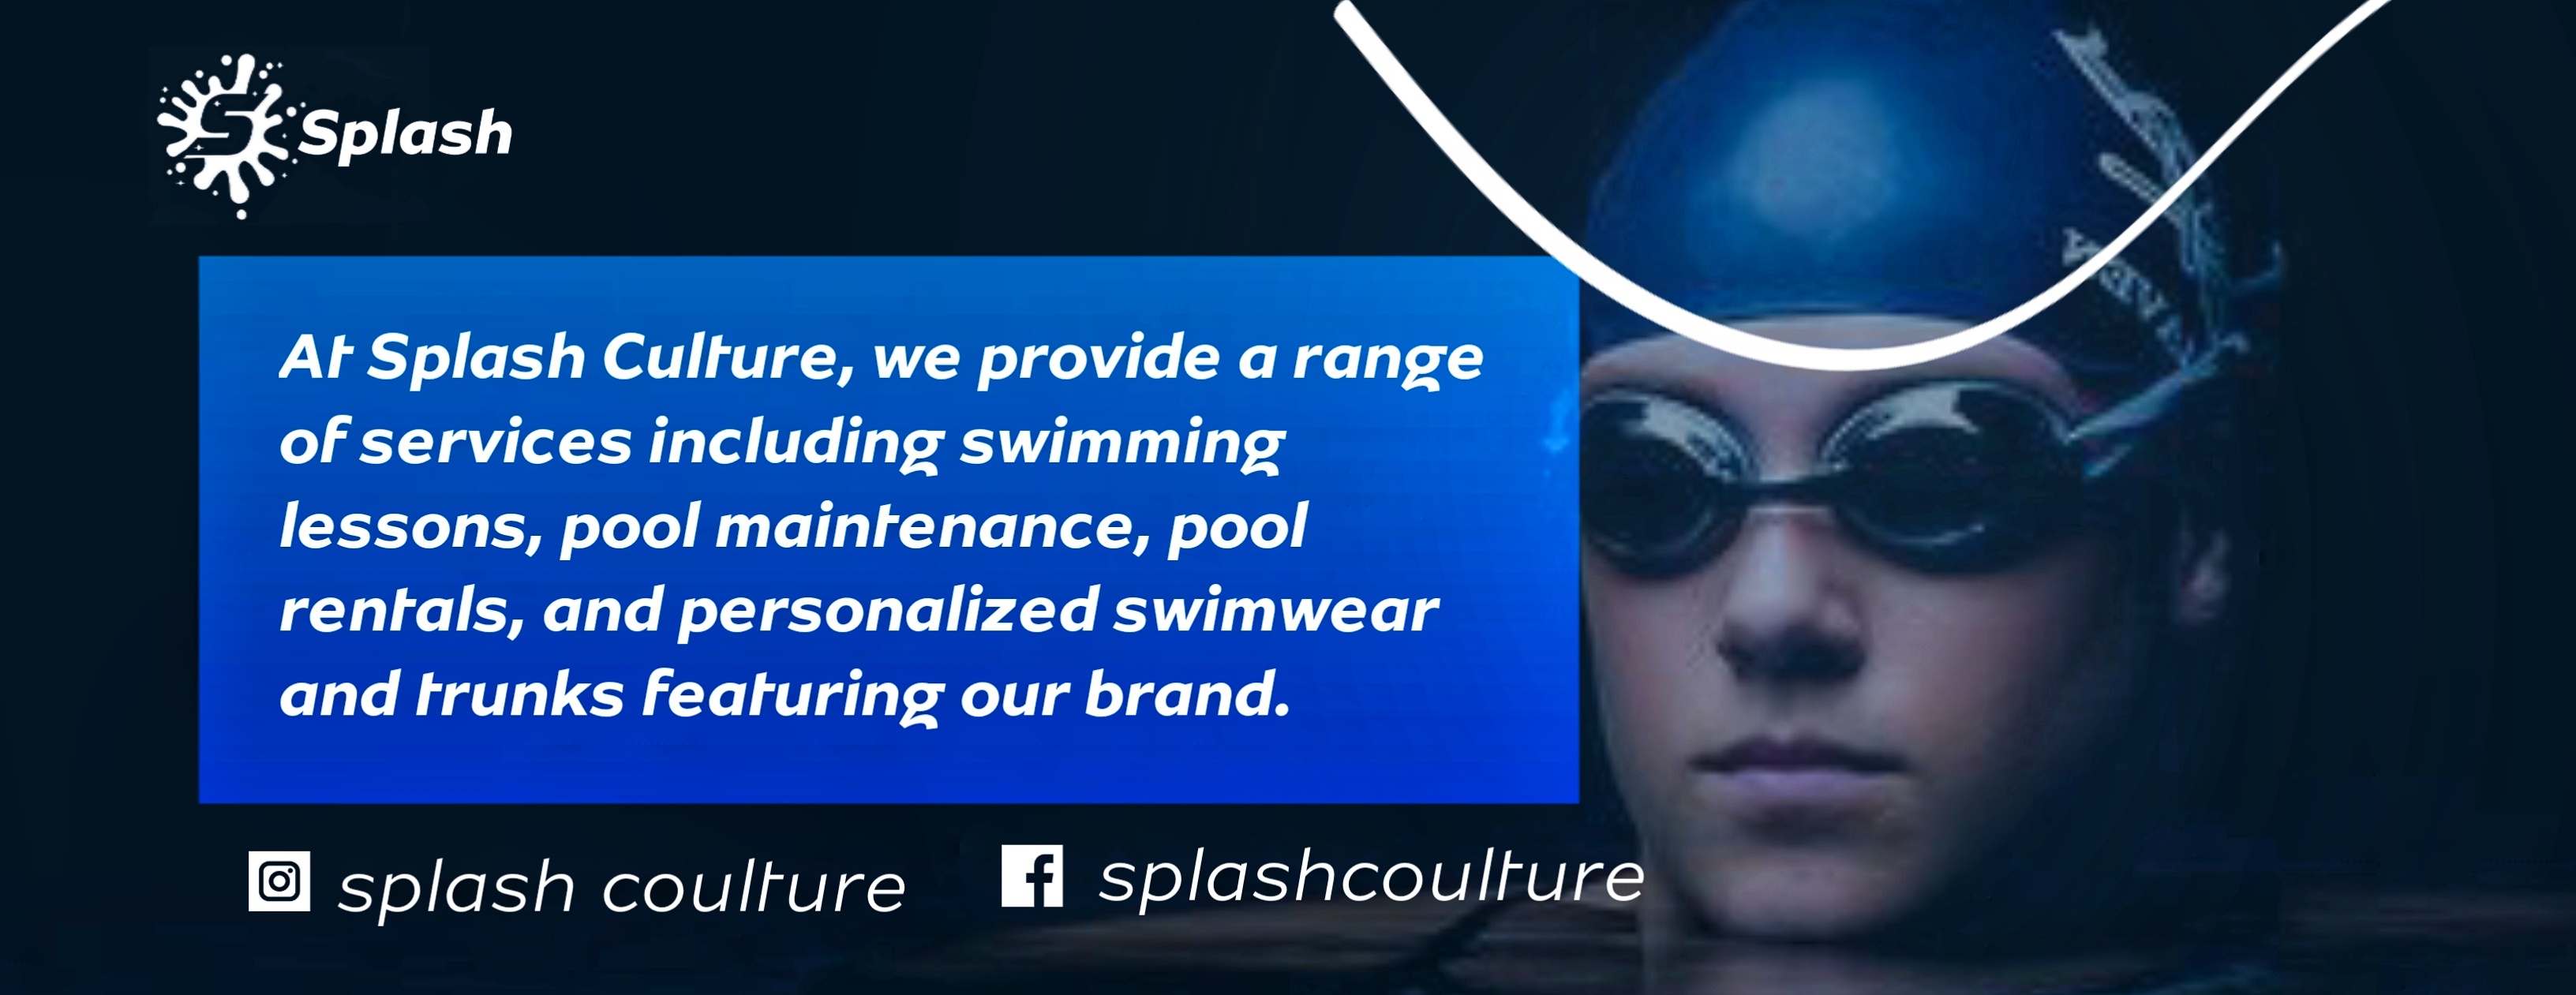 Splash
At Splash Culture, we provide a range
of services including swimming
lessons, pool maintenance, pool
rentals, and personalized swimwear
and trunks featuring our brand.
splash coulture
splashcoulture